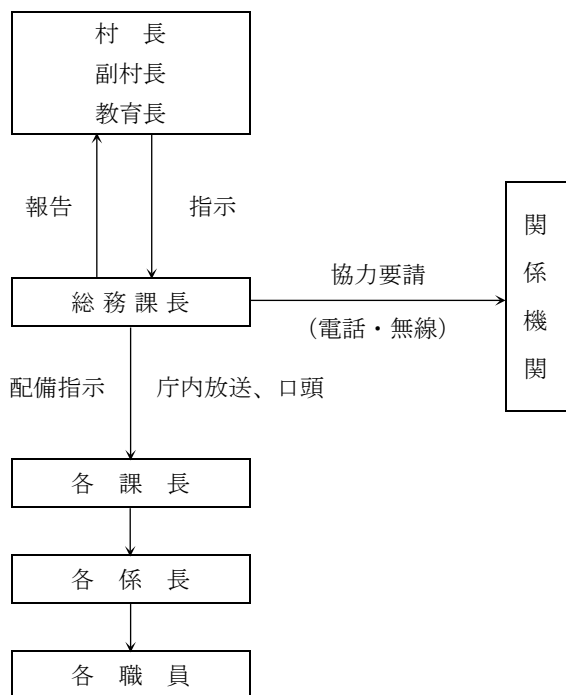 村　長
副村長
教育長
報告
指示
総務課長
協力要請
（電話・無線）
関係機関
配備指示
庁内放送、口頭
各　課　長
各　係　長
各　職　員